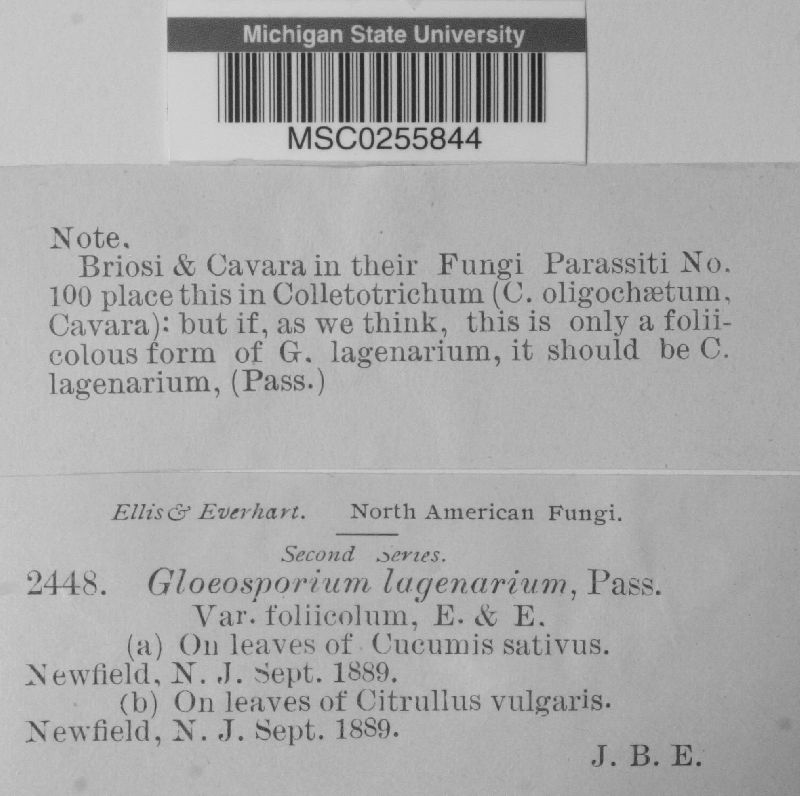 Michigan State University
MSC0255844
Note.
Briosi & Cavara in their Fungi Parassiti No.
100 place this in Colletotrichum (C. oligochætum,
Cavara): but if, as we think, this is only a folii-
colous form of G. lagenarium, it should be C.
lagenarium, (Pass.)
Ellis & Everhart. North American Fungi.
Second Series.
2448. Gloeosporium lagenarium, Pass.
Var. foliicolum, E. & E.
(a) On leaves of Cucumis sativus.
Newfield, N. J. Sept. 1889.
(b) On leaves of Citrullus vulgaris.
Newfield, N. J. Sept. 1889.
J. B. E.